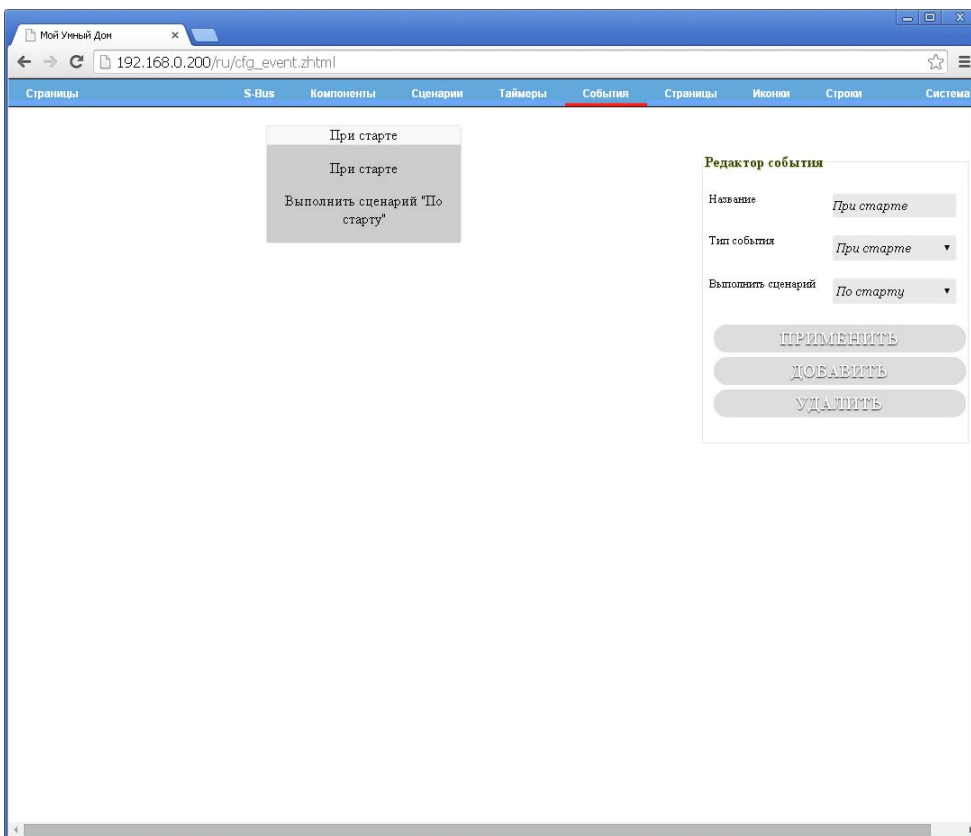 Мой Умный Дом
192.168.0.200/ru/cfg_event.zhtml
Страницы S-Bus Компоненты Сценарии Таймеры События Страницы Иконки Строки Система
При старте
При старте
Выполнить сценарий "По
старту"
Редактор события
Название При старте
Тип события При старте
Выполнить сценарий По старту
ПРИМЕНИТЬ
ДОБАВИТЬ
УДАЛИТЬ